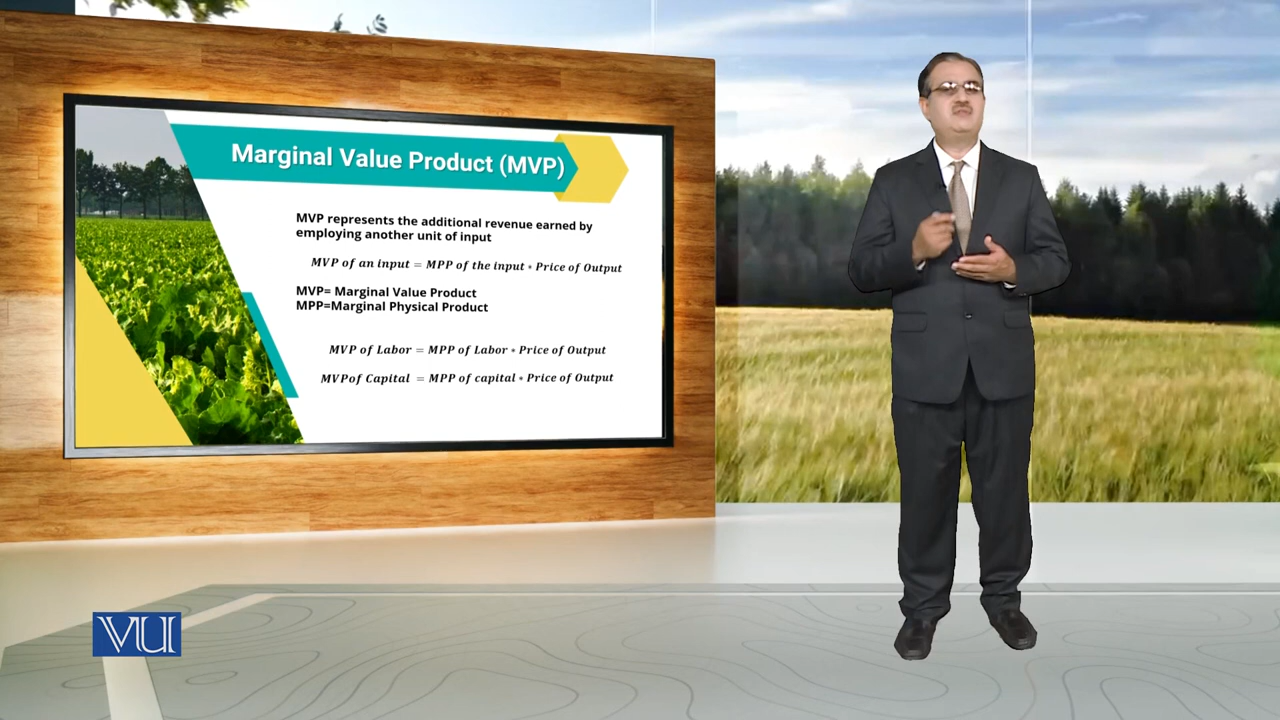 Marginal Value Product (MVP)
MVP represents the additional revenue earned by
employing another unit of input
MVP of an input = MPP of the input * Price of Output
MVP= Marginal Value Product
MPP=Marginal Physical Product
MVP of Labor = MPP of Labor * Price of Output
MVPof Capital = MPP of capital * Price of Output
VU